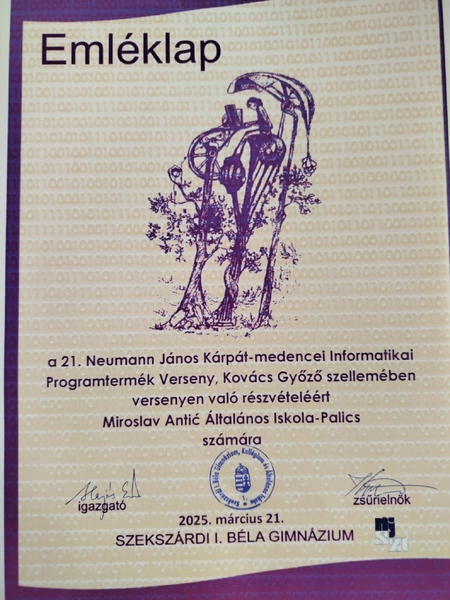 Emléklap
a 21. Neumann János Kárpát-medencei Informatikai
Programtermék Verseny, Kovács Győző szellemében
versenyen való részvételéért
Miroslav Antić Általános Iskola-Palics
számára
igazgató
zsűrielnök
2025. március 21.
SZEKSZÁRDI I. BÉLA GIMNÁZIUM